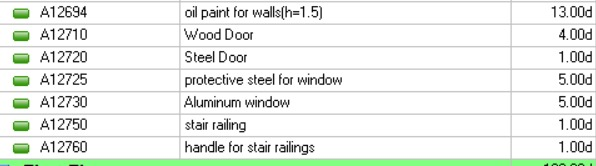 A12694 oil paint for walls(h=1.5) 13.00d
A12710 Wood Door 4.00d
A12720 Steel Door 1.00d
A12725 protective steel for window 5.00d
A12730 Aluminum window 5.00d
A12750 stair railing 1.00d
A12760 handle for stair railings 1.00d